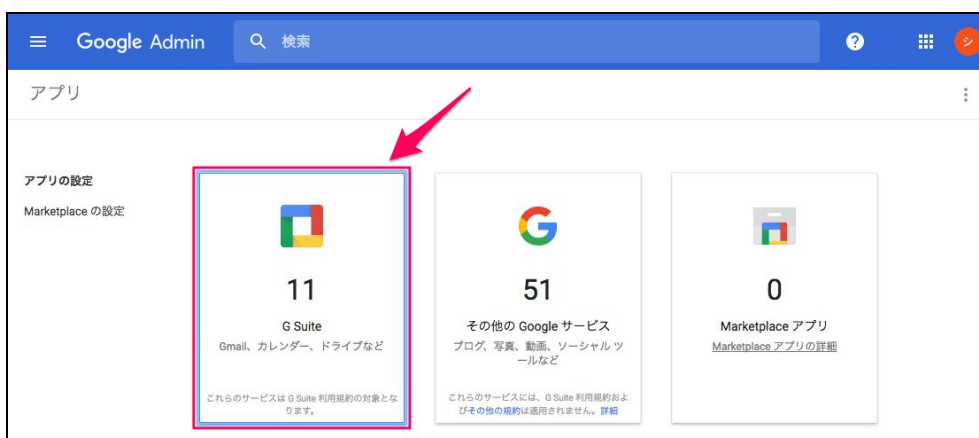 Google Admin
検索
シ
アプリ
アプリの設定
Marketplace の設定
11
G Suite
Gmail、カレンダー、ドライブなど
これらのサービスは G Suite 利用規約の対象とな
ります。
51
その他の Google サービス
ブログ、写真、動画、ソーシャル ツ
ールなど
これらのサービスには、G Suite 利用規約およ
びその他の規約は適用されません。詳細
0
Marketplace アプリ
Marketplace アプリの詳細